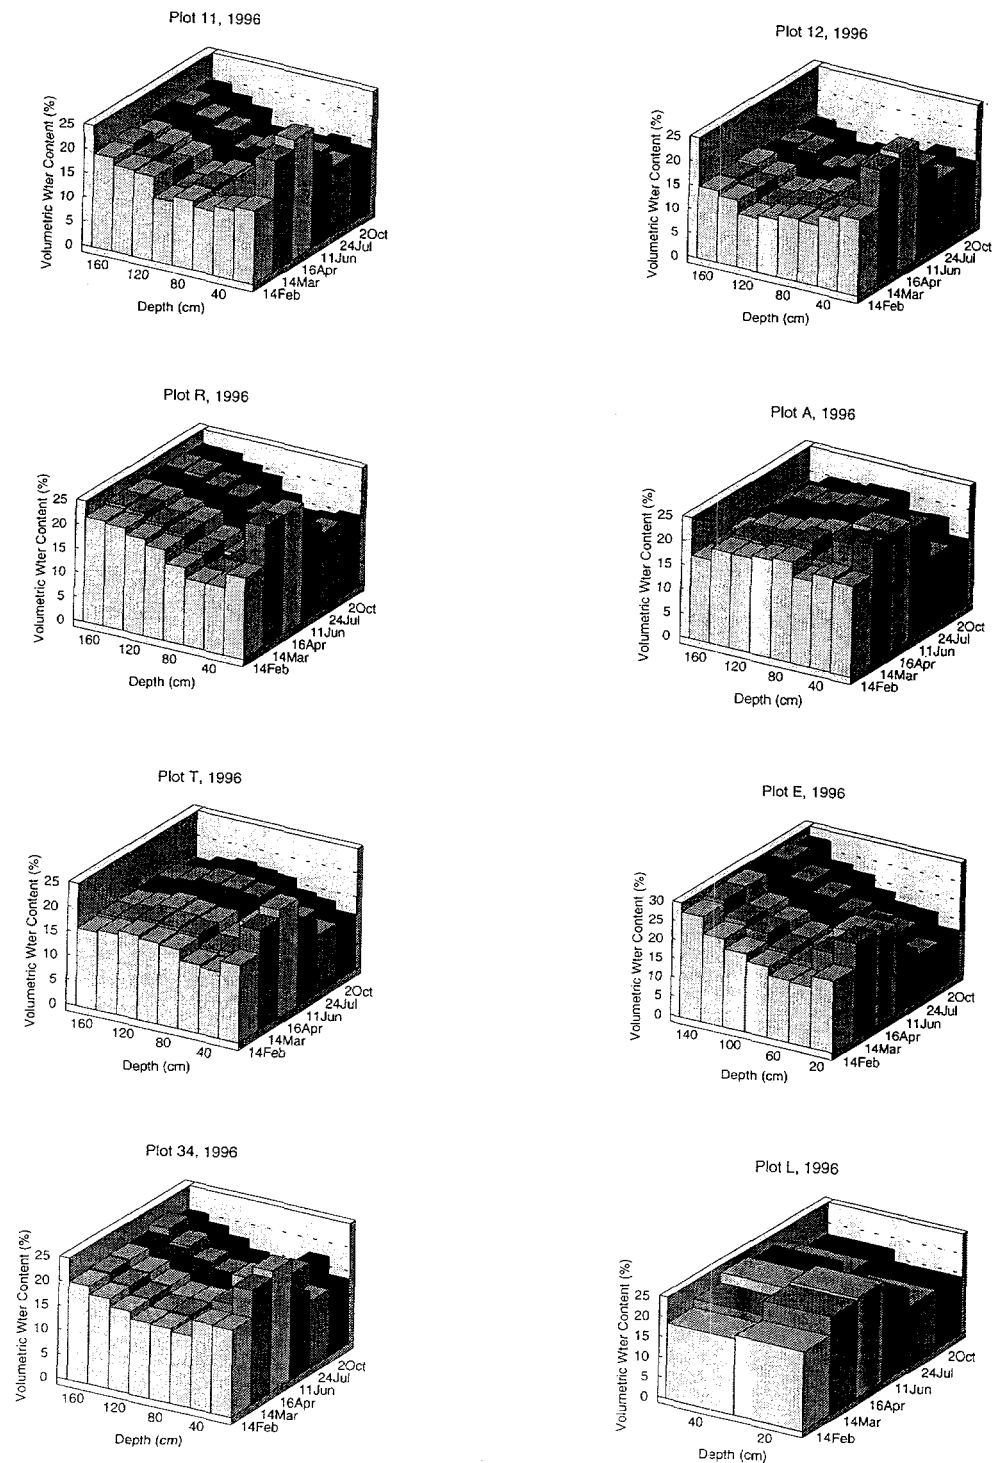 Plot 11, 1996
Volumetric Wter Content (%)
25
20
15
10
5
0
160
120
80
40
Depth (cm)
14Feb
14Mar
16Apr
11Jun
24Jul
2Oct
Plot 12, 1996
Volumetric Wter Content (%)
25
20
15
10
5
0
160
120
80
40
Depth (cm)
14Feb
14Mar
16Apr
11Jun
24Jul
2Oct
Plot R, 1996
Volumetric Wter Content (%)
25
20
15
10
5
0
160
120
80
40
Depth (cm)
14Feb
14Mar
16Apr
11Jun
24Jul
2Oct
Plot A, 1996
Volumetric Wter Content (%)
25
20
15
10
5
0
160
120
80
40
Depth (cm)
14Feb
14Mar
16Apr
11Jun
24Jul
2Oct
Plot T, 1996
Volumetric Wter Content (%)
25
20
15
10
5
0
160
120
80
40
Depth (cm)
14Feb
14Mar
16Apr
11Jun
24Jul
2Oct
Plot E, 1996
Volumetric Wter Content (%)
30
25
20
15
10
5
0
140
100
60
20
Depth (cm)
14Feb
14Mar
16Apr
11Jun
24Jul
2Oct
Plot 34, 1996
Volumetric Wter Content (%)
25
20
15
10
5
0
160
120
80
40
Depth (cm)
14Feb
14Mar
16Apr
11Jun
24Jul
2Oct
Plot L, 1996
Volumetric Wter Content (%)
25
20
15
10
5
0
40
20
Depth (cm)
14Feb
14Mar
16Apr
11Jun
24Jul
2Oct